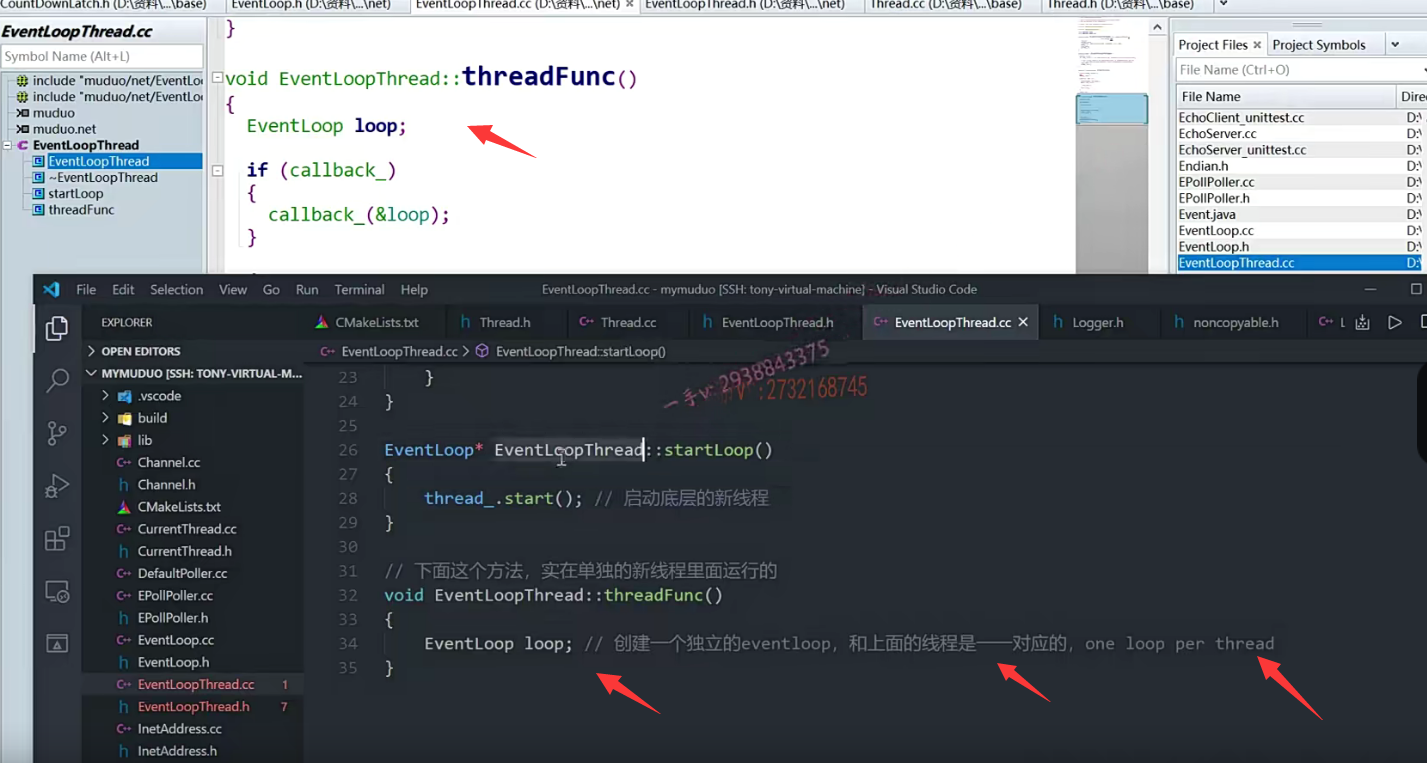 CountDownLatch.h (D:\资料\...\base) EventLoop.h (D:\资料\...\net) EventLoopThread.cc (D:\资料\...\net) EventLoopThread.h (D:\资料\...\net) Thread.cc (D:\资料\...\base) Thread.h (D:\资料\...\base)
EventLoopThread.cc
Symbol Name (Alt+L)
include "muduo/net/EventLo
include "muduo/net/EventLo
muduo
muduo.net
EventLoopThread
EventLoopThread
~EventLoopThread
startLoop
threadFunc
}
void EventLoopThread::threadFunc()
{
EventLoop loop;
if (callback_)
{
callback_(&loop);
}
Project Files Project Symbols
File Name (Ctrl+O)
File Name Direc
EchoClient_unittest.cc D:\
EchoServer.cc D:\
EchoServer_unittest.cc D:\
Endian.h D:\
EPollPoller.cc D:\
EPollPoller.h D:\
Event.java D:\
EventLoop.cc D:\
EventLoop.h D:\
EventLoopThread.cc D:\
File Edit Selection View Go Run Terminal Help EventLoopThread.cc - mymuduo [SSH: tony-virtual-machine] - Visual Studio Code
EXPLORER
OPEN EDITORS
MYMUDUO [SSH: TONY-VIRTUAL-M...
.vscode
build
lib
Channel.cc
Channel.h
CMakeLists.txt
CurrentThread.cc
CurrentThread.h
DefaultPoller.cc
EPollPoller.cc
EPollPoller.h
EventLoop.cc
EventLoop.h
EventLoopThread.cc 1
EventLoopThread.h 7
InetAddress.cc
InetAddress.h
CMakeLists.txt Thread.h Thread.cc EventLoopThread.h EventLoopThread.cc Logger.h noncopyable.h L
EventLoopThread.cc > EventLoopThread::startLoop()
一手v:2938843375
:2732168745
23 }
24 }
25
26 EventLoop* EventLoopThread::startLoop()
27 {
28 thread_.start(); // 启动底层的新线程
29 }
30
31 // 下面这个方法，实在单独的新线程里面运行的
32 void EventLoopThread::threadFunc()
33 {
34 EventLoop loop; // 创建一个独立的eventloop，和上面的线程是一一对应的，one loop per thread
35 }